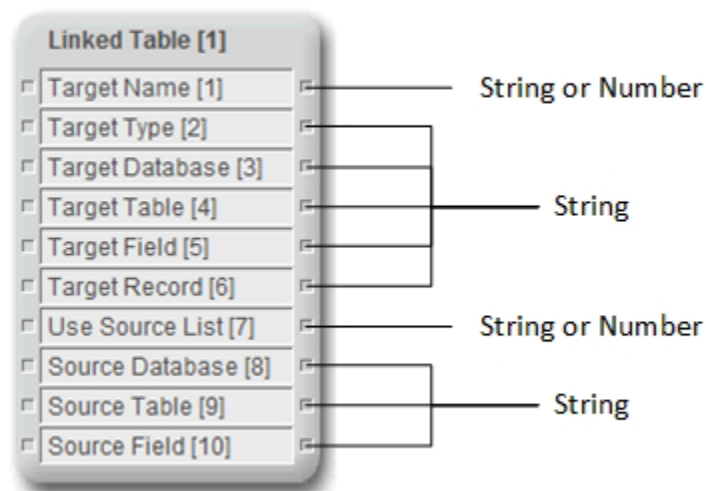 Linked Table [1]
Target Name [1]
String or Number
Target Type [2]
Target Database [3]
Target Table [4]
String
Target Field [5]
Target Record [6]
Use Source List [7]
String or Number
Source Database [8]
Source Table [9]
String
Source Field [10]